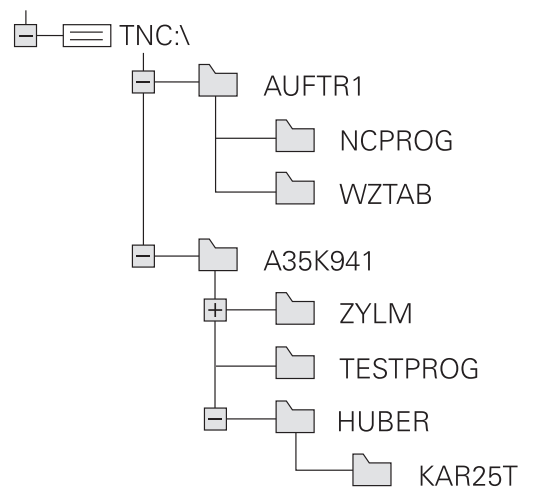 TNC:\
AUFTR1
NCPROG
WZTAB
A35K941
ZYLM
TESTPROG
HUBER
KAR25T